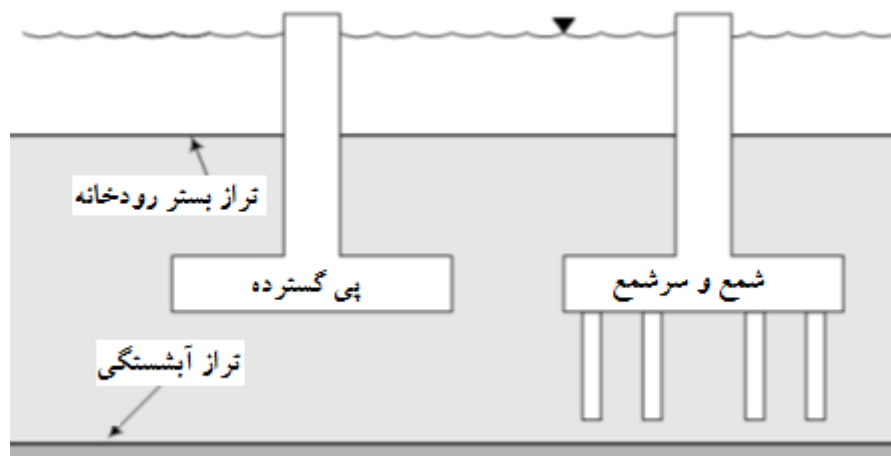 تراز بستر رودخانه
پی گسترده
شمع و سرشمع
تراز آبشستگی